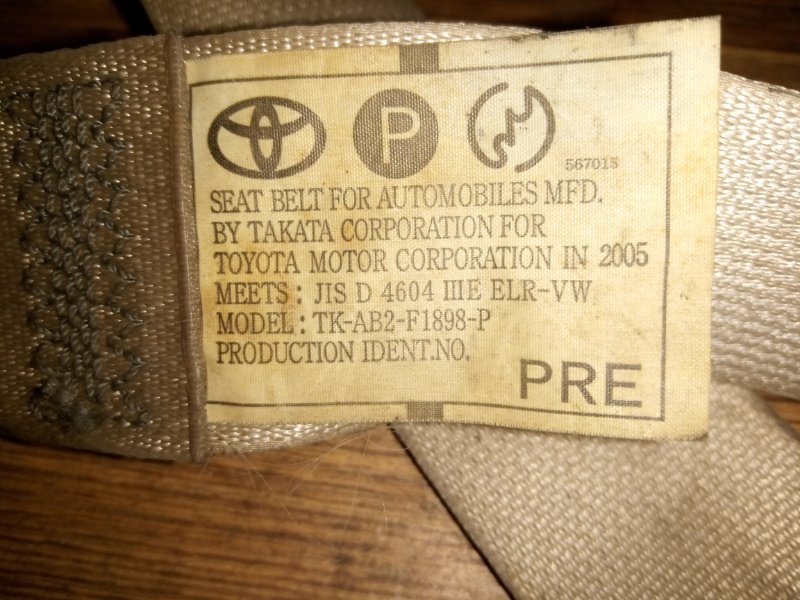 P
567015
SEAT BELT FOR AUTOMOBILES MFD.
BY TAKATA CORPORATION FOR
TOYOTA MOTOR CORPORATION IN 2005
MEETS : JIS D 4604 IIIE ELR-VW
MODEL : TK-AB2-F1898-P
PRODUCTION IDENT.NO.
PRE